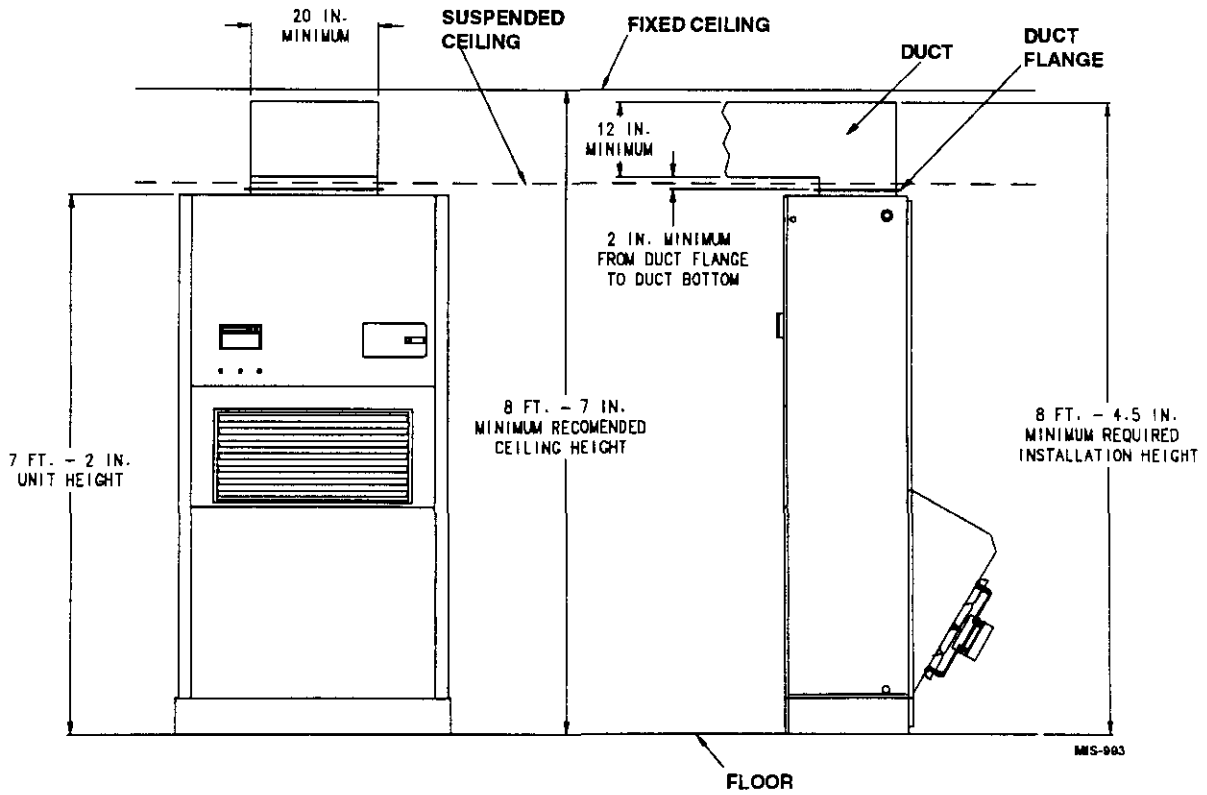 20 IN.
MINIMUM
SUSPENDED
CEILING
FIXED CEILING
DUCT
DUCT
FLANGE
12 IN.
MINIMUM
2 IN. MINIMUM
FROM DUCT FLANGE
TO DUCT BOTTOM
7 FT. - 2 IN.
UNIT HEIGHT
8 FT. - 7 IN.
MINIMUM RECOMENDED
CEILING HEIGHT
8 FT. - 4.5 IN.
MINIMUM REQUIRED
INSTALLATION HEIGHT
MIS-993
FLOOR